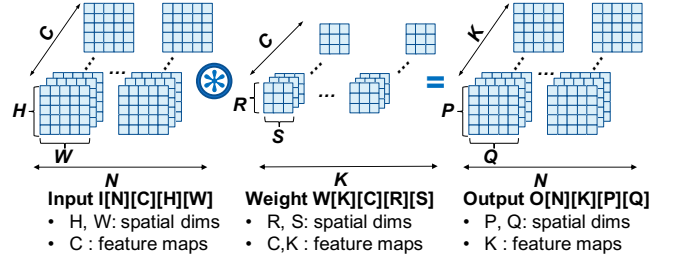 C
C
K
...
...
...
H
R
P
=
W
S
Q
N
K
N
Input I[N][C][H][W]
Weight W[K][C][R][S]
Output O[N][K][P][Q]
• H, W: spatial dims
• C : feature maps
• R, S: spatial dims
• C,K : feature maps
• P, Q: spatial dims
• K : feature maps